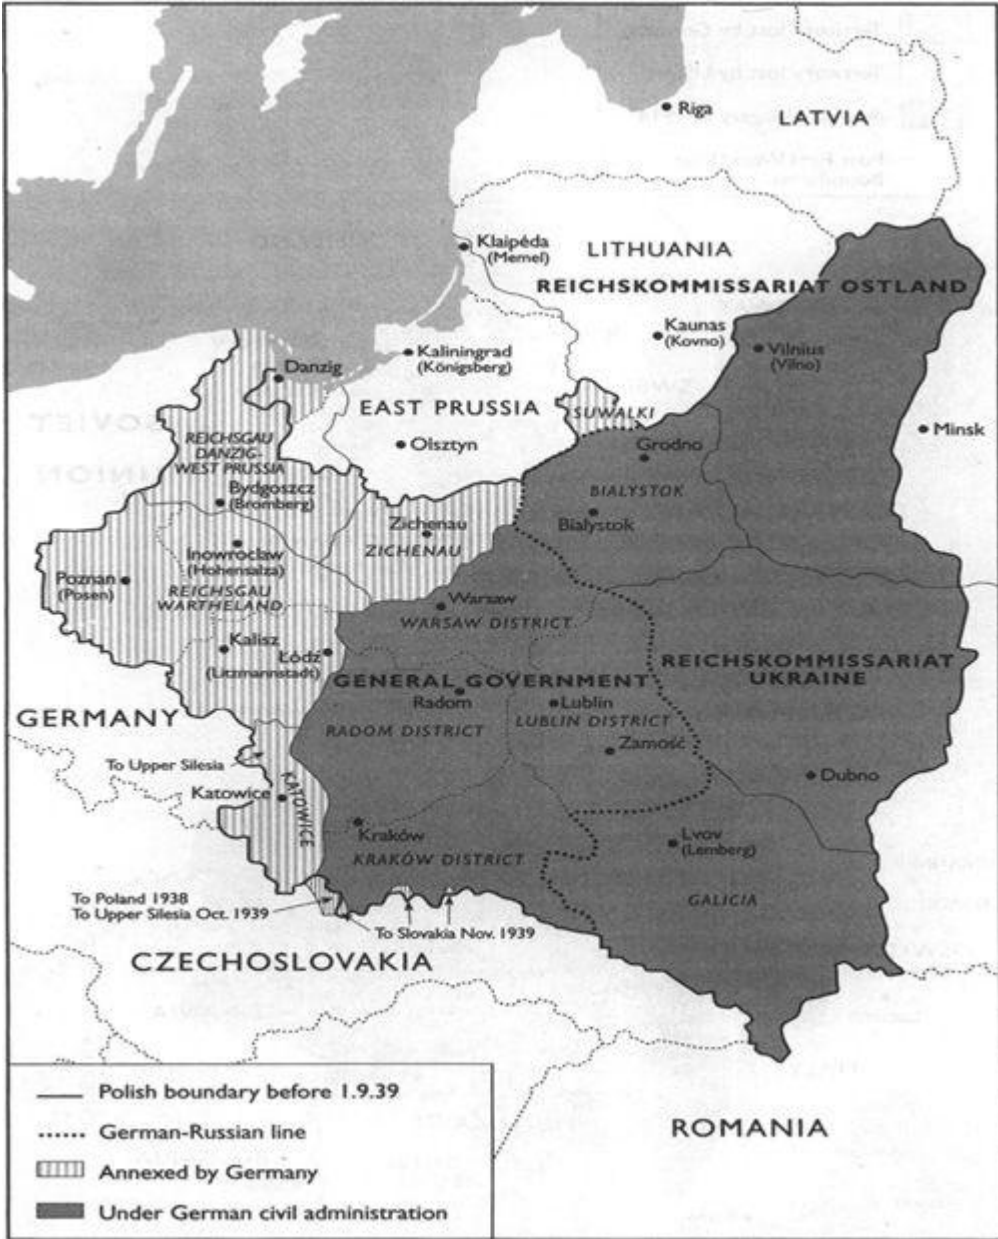 Riga
LATVIA
Klaipéda
(Memel)
LITHUANIA
REICHSKOMMISSARIAT OSTLAND
Kaunas
(Kovno)
Vilnius
(Vilno)
Danzig
Kaliningrad
(Königsberg)
EAST PRUSSIA
SUWALKI
Minsk
Olsztyn
Grodno
REICHSGAU
DANZIG-
WEST PRUSSIA
Bydgoszcz
(Bromberg)
BIALYSTOK
Bialystok
Zichenau
ZICHENAU
Inowroclaw
(Hohensalza)
Poznan
(Posen)
REICHSGAU
WARTHELAND
Warsaw
WARSAW DISTRICT
Kalisz
Łódź
(Litzmannstadt)
REICHSKOMMISSARIAT
UKRAINE
GENERAL GOVERNMENT
Radom
Lublin
RADOM DISTRICT
LUBLIN DISTRICT
GERMANY
Zamość
To Upper Silesia
Dubno
Katowice
KATOWICE
Kraków
KRAKÓW DISTRICT
Lvov
(Lemberg)
GALICIA
To Poland 1938
To Upper Silesia Oct. 1939
To Slovakia Nov. 1939
CZECHOSLOVAKIA
SOVIET
UNION
ROMANIA
Polish boundary before 1.9.39
German-Russian line
Annexed by Germany
Under German civil administration